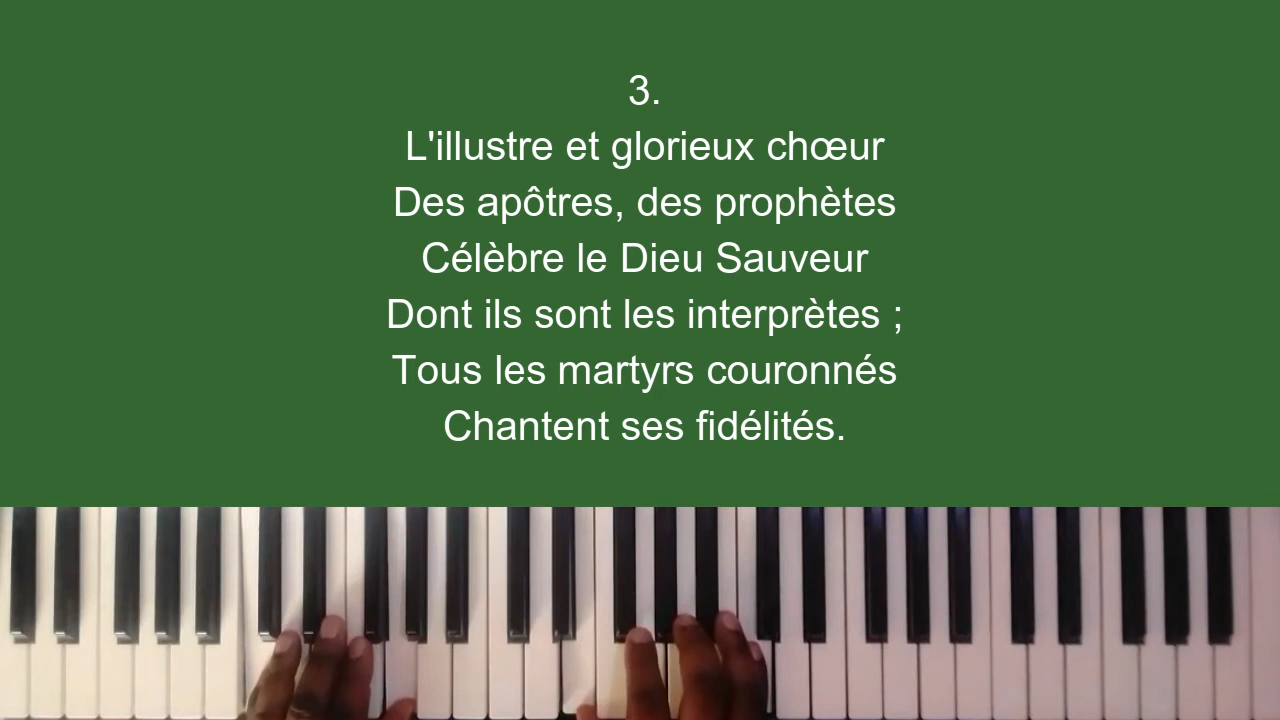 3.
L'illustre et glorieux chœur
Des apôtres, des prophètes
Célèbre le Dieu Sauveur
Dont ils sont les interprètes ;
Tous les martyrs couronnés
Chantent ses fidélités.